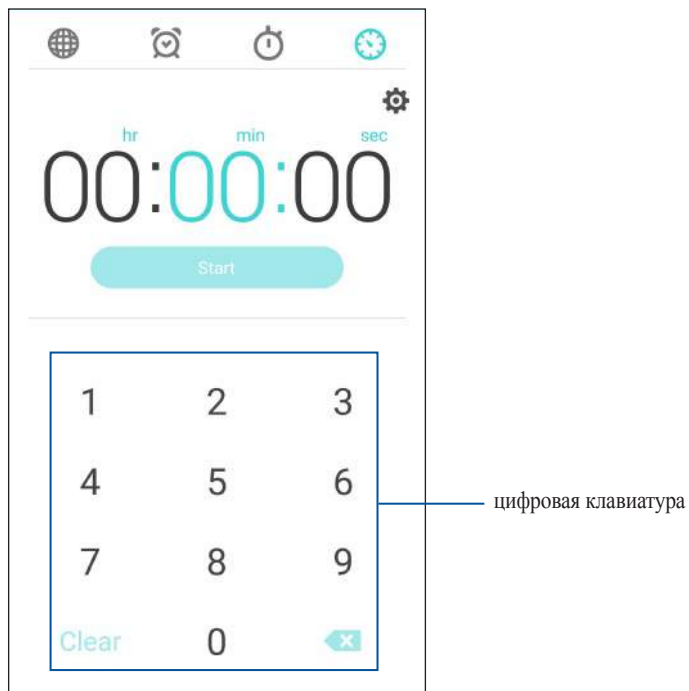 hr min sec
00:00:00
Start
1 2 3
4 5 6
цифровая клавиатура
7 8 9
Clear 0